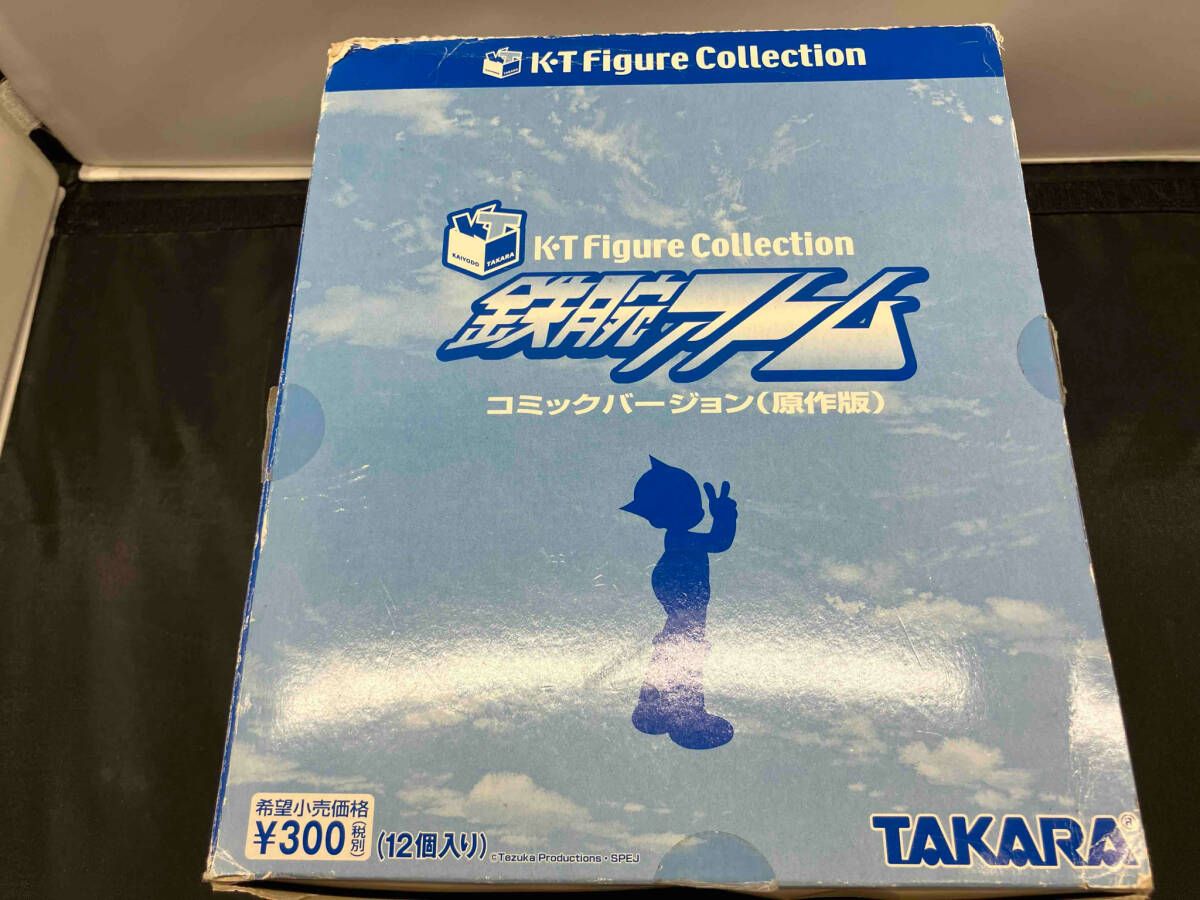 K・T Figure Collection
KAIYODO TAKARA
K・T Figure Collection
鉄腕アトム
コミックバージョン(原作版)
希望小売価格
¥300(税別)
(12個入り)
©Tezuka Productions・SPEJ
TAKARA®